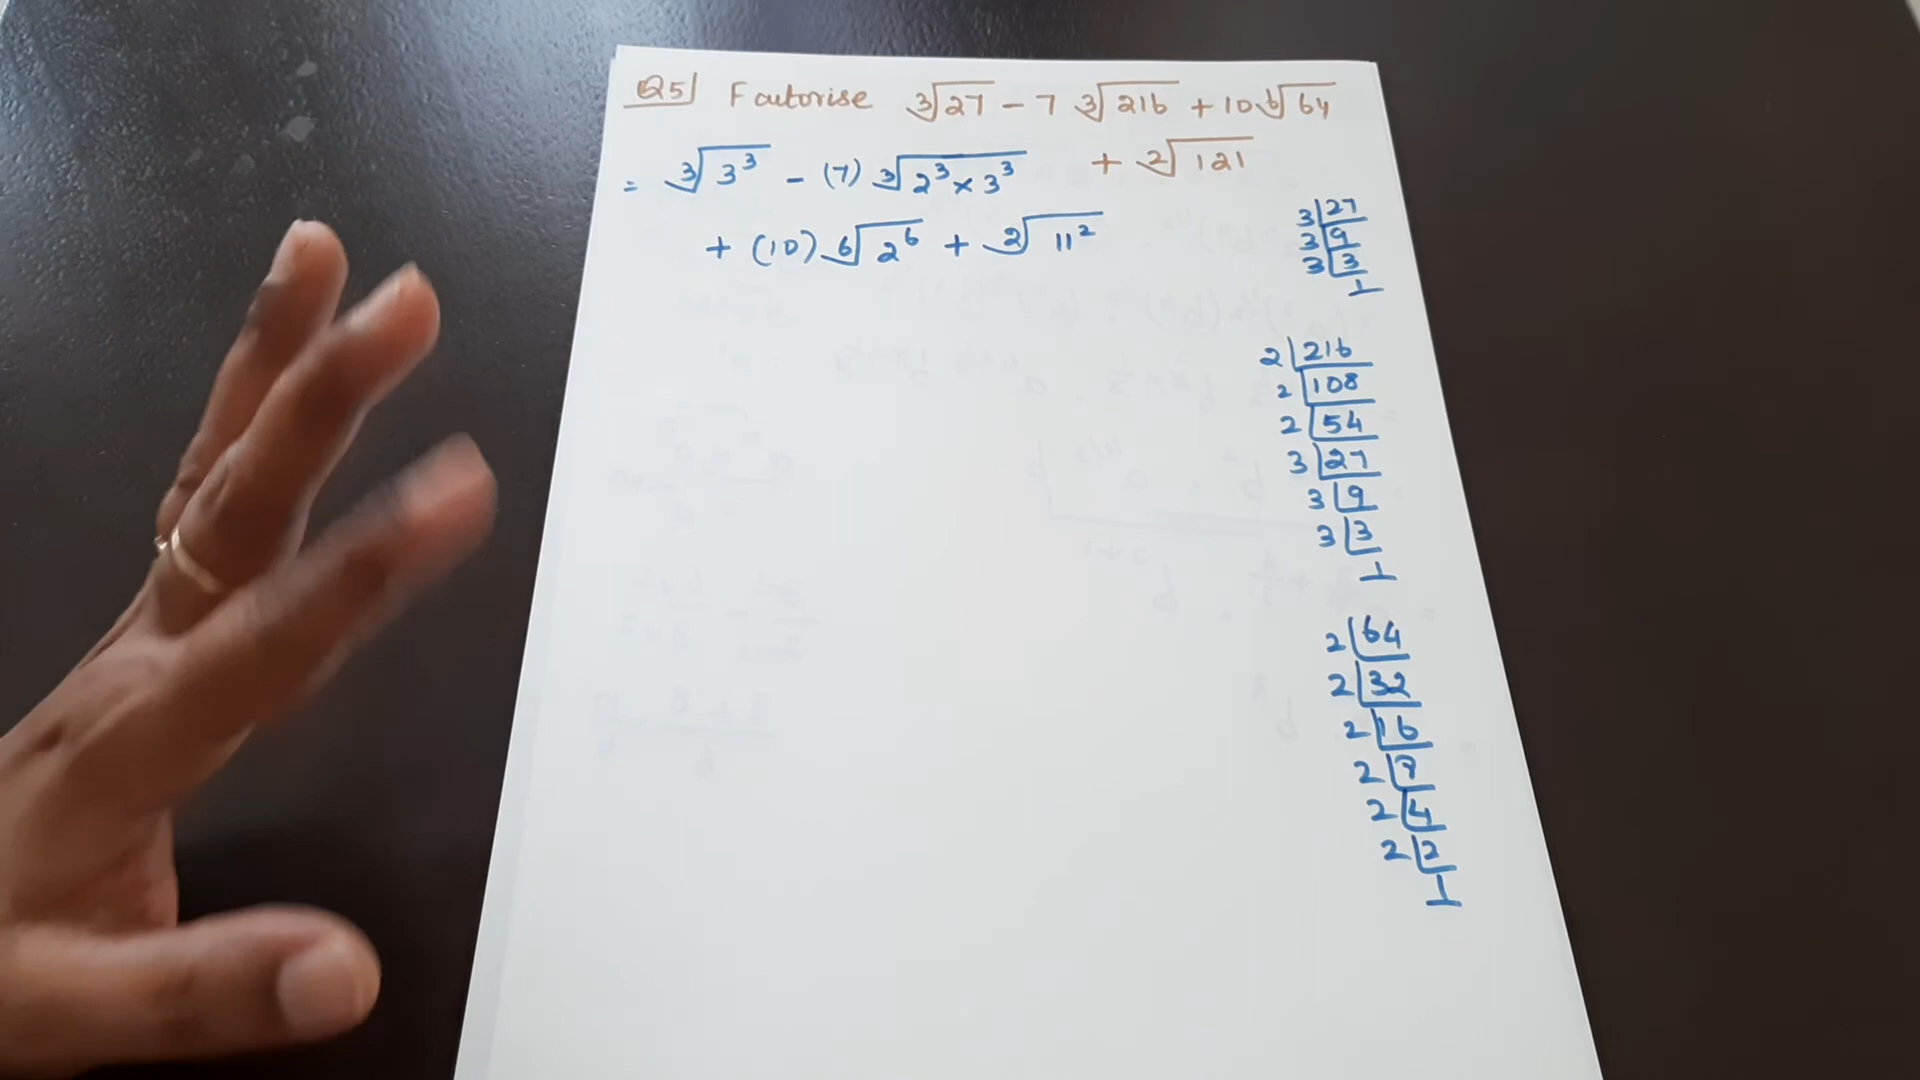 Q5] Factorise ∛27 - 7 ∛216 + 10 ⁶√64
+ ²√121
= ∛3³ - (7) ∛2³ × 3³
+ (10) ⁶√2⁶ + ²√11²
3 | 27
3 | 9
3 | 3
1
2 | 216
2 | 108
2 | 54
3 | 27
3 | 9
3 | 3
1
2 | 64
2 | 32
2 | 16
2 | 8
2 | 4
2 | 2
1